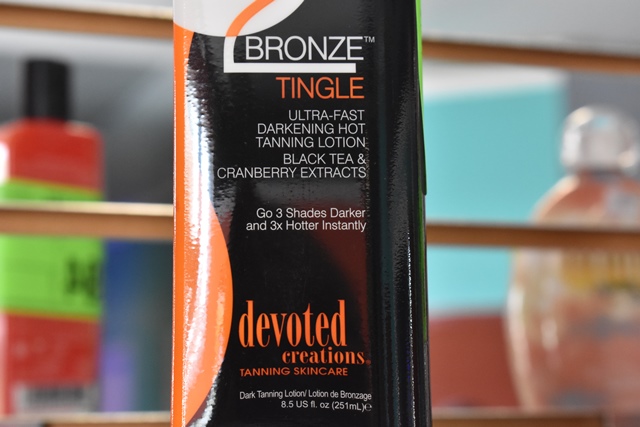 2
BRONZE™
TINGLE
ULTRA-FAST
DARKENING HOT
TANNING LOTION
BLACK TEA &
CRANBERRY EXTRACTS
Go 3 Shades Darker
and 3x Hotter Instantly
devoted
creations
TANNING SKINCARE
Dark Tanning Lotion/ Lotion de Bronzage
8.5 US fl. oz (251mL)℮